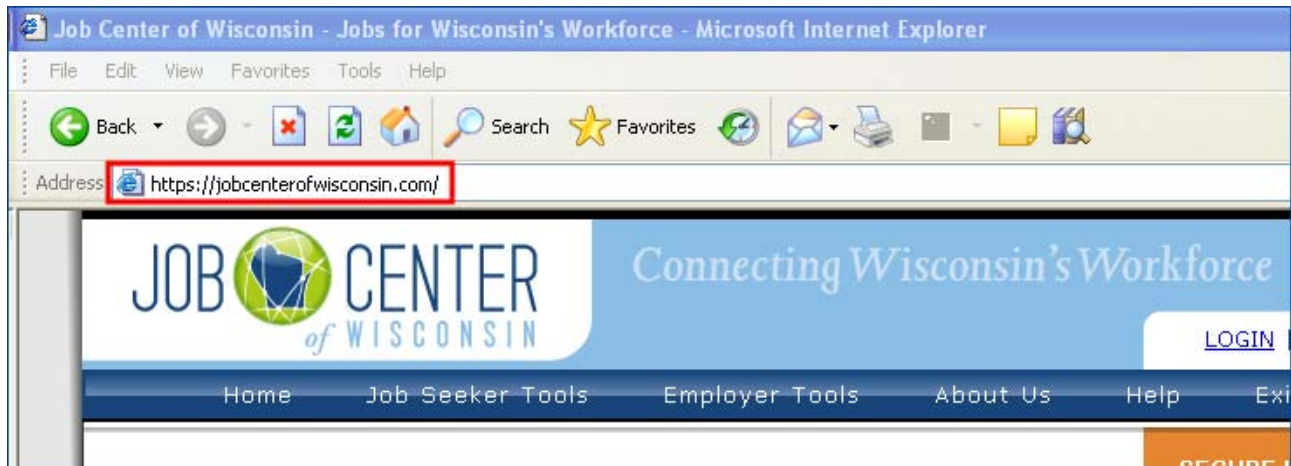 Job Center of Wisconsin - Jobs for Wisconsin's Workforce - Microsoft Internet Explorer
File Edit View Favorites Tools Help
Back Search Favorites
Address https://jobcenterofwisconsin.com/
JOB CENTER
of WISCONSIN
Connecting Wisconsin's Workforce
LOGIN
Home Job Seeker Tools Employer Tools About Us Help